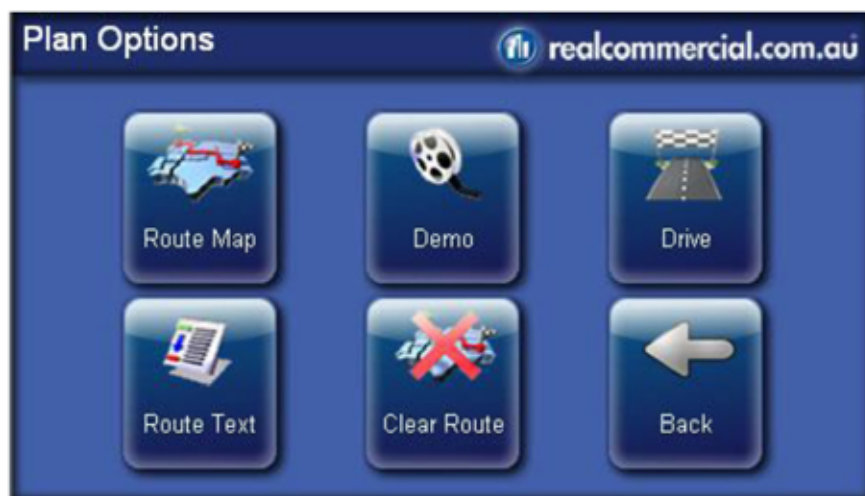 Plan Options
realcommercial.com.au
Route Map
Demo
Drive
Route Text
Clear Route
Back